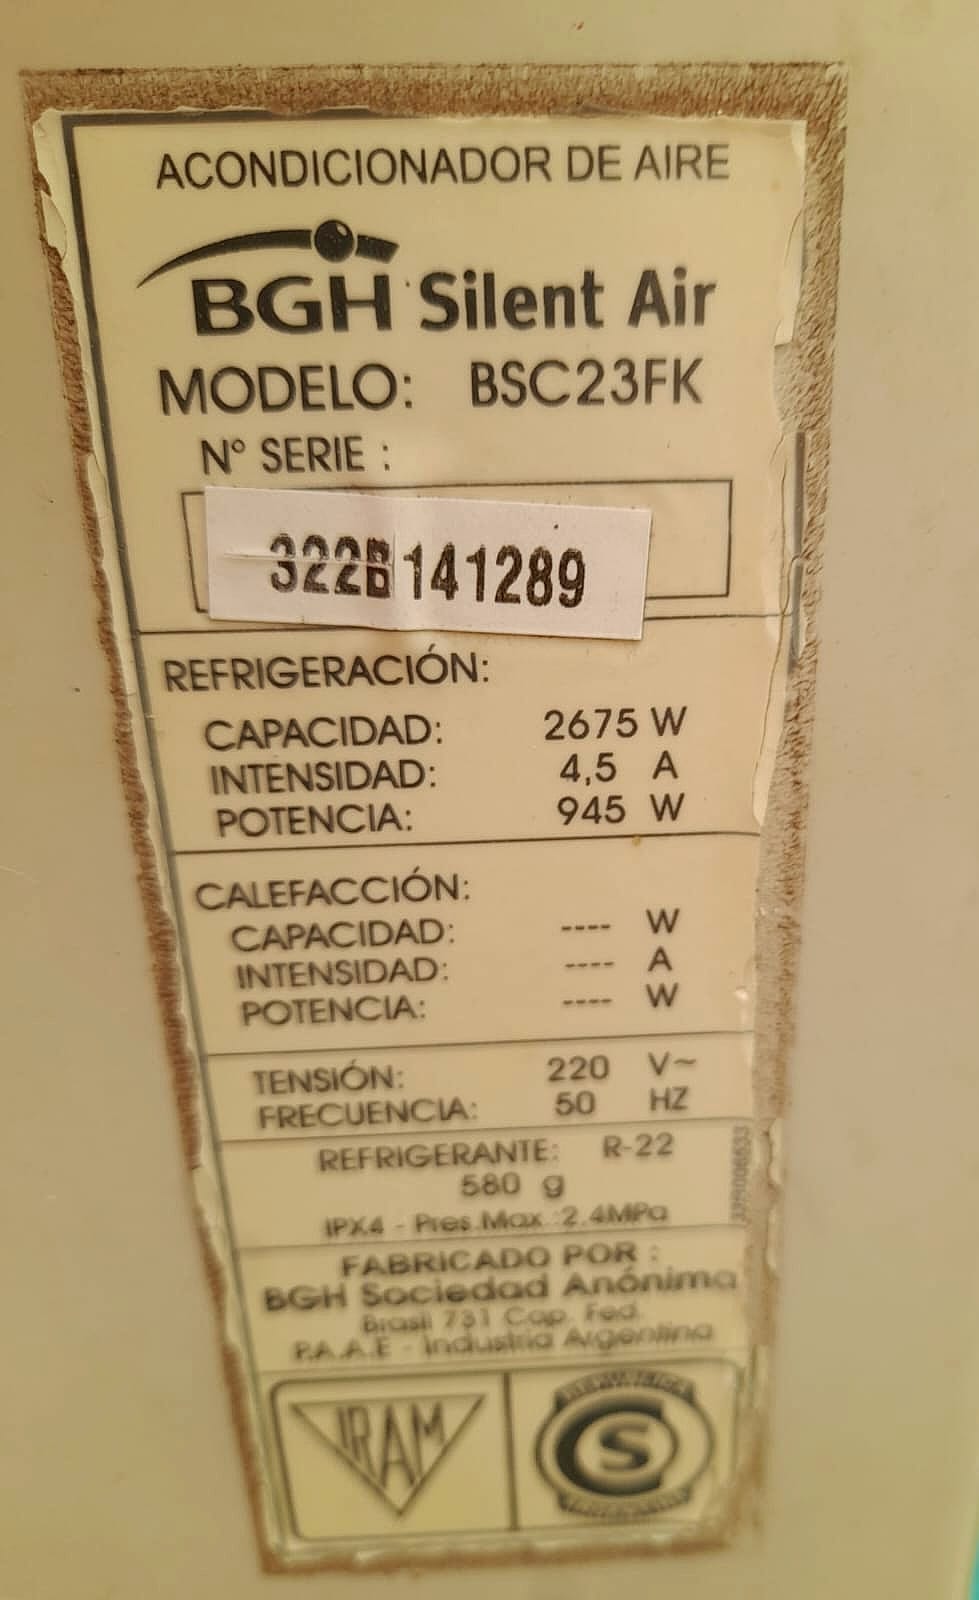 ACONDICIONADOR DE AIRE
BGH Silent Air
MODELO: BSC23FK
N° SERIE :
322B141289
REFRIGERACIÓN:
CAPACIDAD: 2675 W
INTENSIDAD: 4,5 A
POTENCIA: 945 W
CALEFACCIÓN:
CAPACIDAD: ---- W
INTENSIDAD: ---- A
POTENCIA: ---- W
TENSIÓN: 220 V~
FRECUENCIA: 50 HZ
REFRIGERANTE: R-22
580 g
IPX4 - Pres.Max.:2.4MPa
FABRICADO POR :
BGH Sociedad Anónima
Brasil 731 Cap. Fed.
P.A.A.E - Industria Argentina
IRAM
S